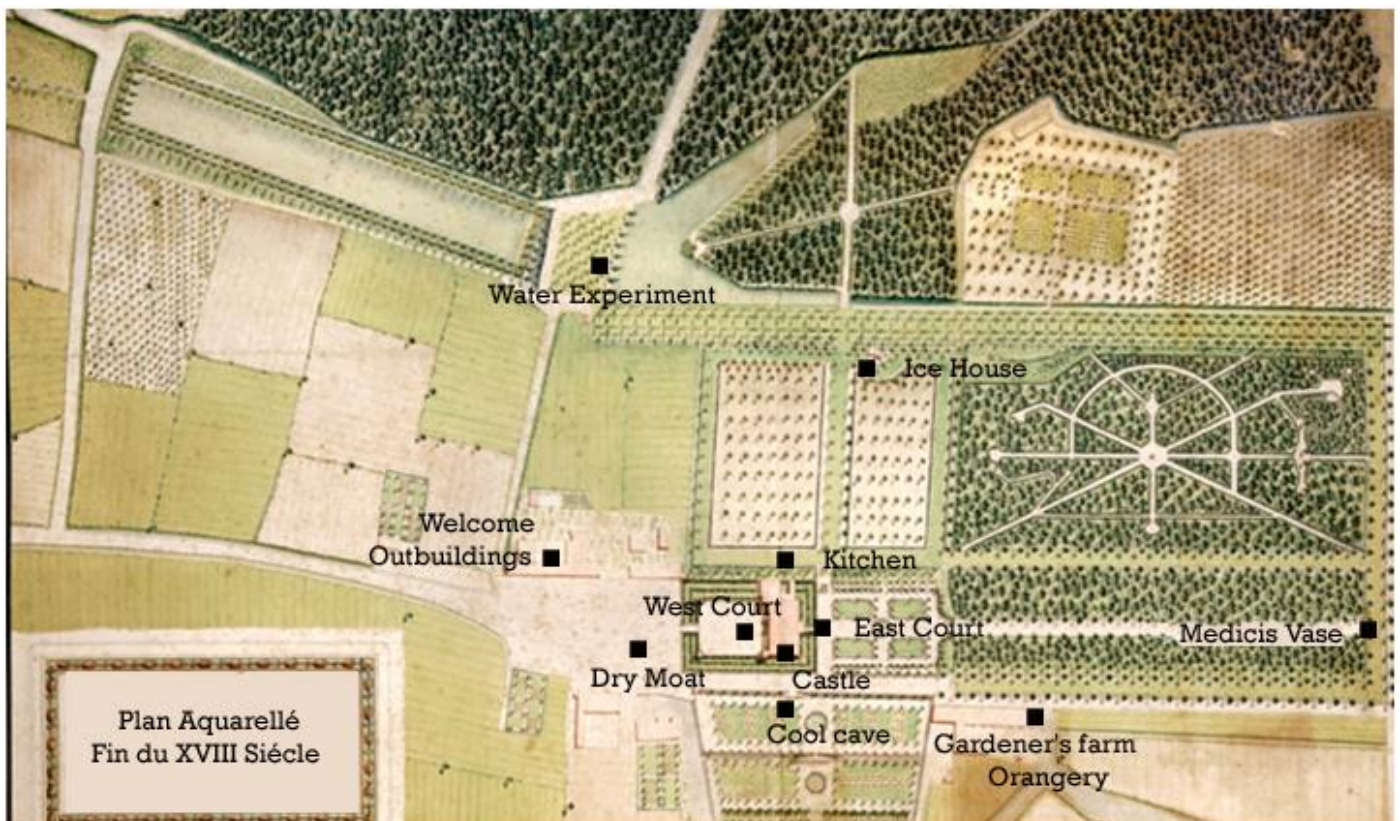 Water Experiment
Ice House
Welcome
Outbuildings
Kitchen
West Court
East Court
Medicis Vase
Dry Moat
Castle
Cool cave
Gardener's farm
Orangery
Plan Aquarellé
Fin du XVIII Siécle